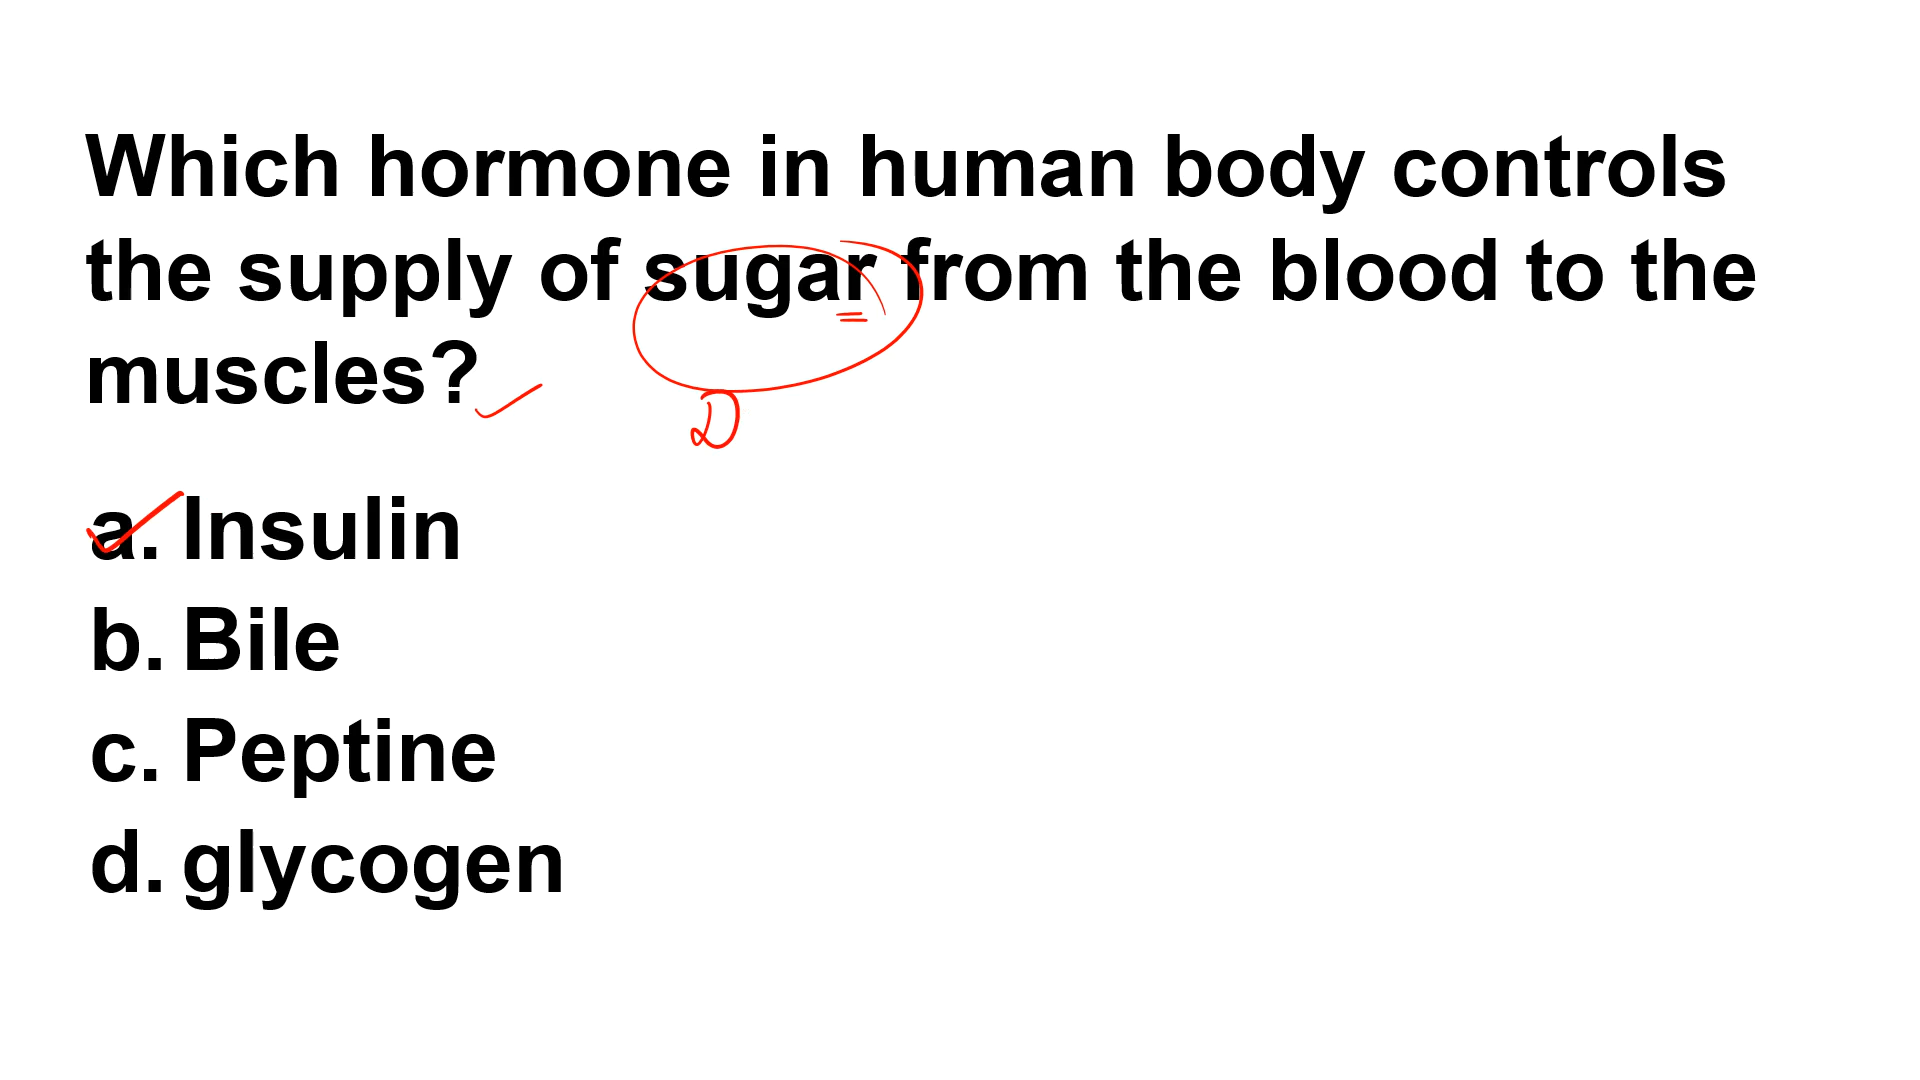 Which hormone in human body controls
the supply of sugar from the blood to the
muscles?
D
a. Insulin
b. Bile
c. Peptine
d. glycogen